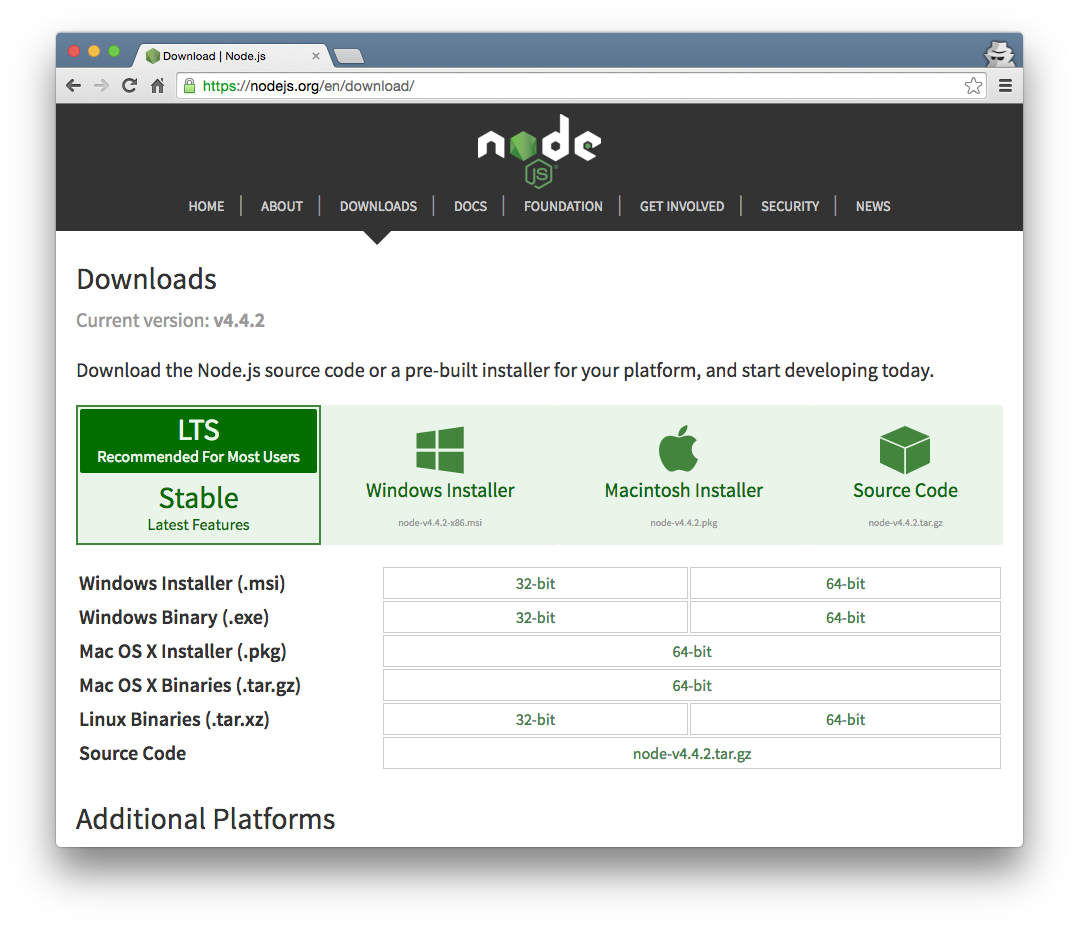 Download | Node.js
https://nodejs.org/en/download/
node
JS
HOME ABOUT DOWNLOADS DOCS FOUNDATION GET INVOLVED SECURITY NEWS
Downloads
Current version: v4.4.2
Download the Node.js source code or a pre-built installer for your platform, and start developing today.
LTS
Recommended For Most Users
Stable
Latest Features
Windows Installer
node-v4.4.2-x86.msi
Macintosh Installer
node-v4.4.2.pkg
Source Code
node-v4.4.2.tar.gz
Windows Installer (.msi) 32-bit 64-bit
Windows Binary (.exe) 32-bit 64-bit
Mac OS X Installer (.pkg) 64-bit
Mac OS X Binaries (.tar.gz) 64-bit
Linux Binaries (.tar.xz) 32-bit 64-bit
Source Code node-v4.4.2.tar.gz
Additional Platforms